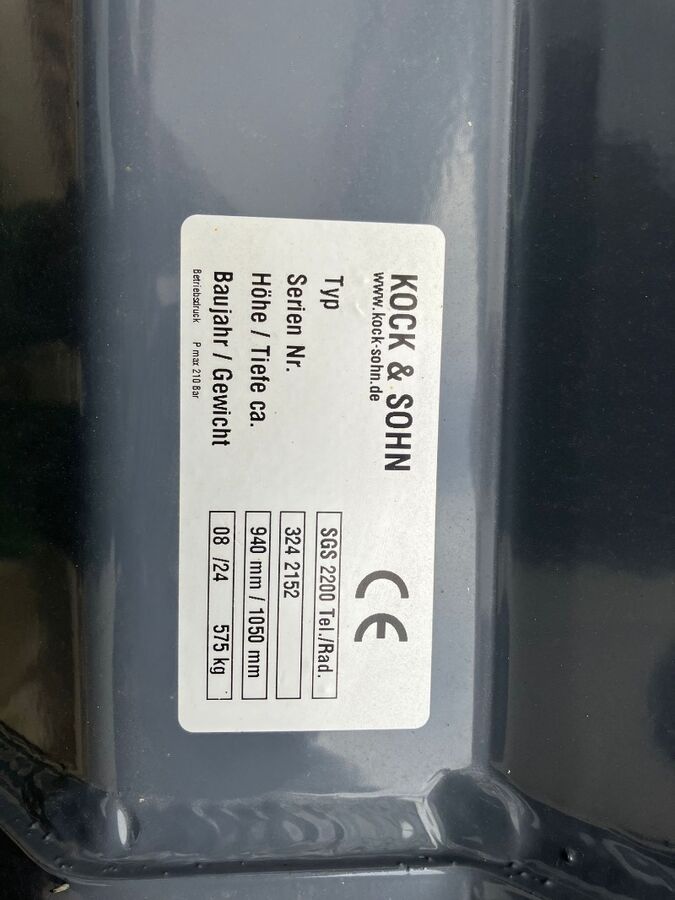 KOCK & SOHN
www.kock-sohn.de
CE
Typ SGS 2200 Tel./Rad.
Serien Nr. 324 2152
Höhe / Tiefe ca. 940 mm / 1050 mm
Baujahr / Gewicht 08 /24 575 kg
Betriebsdruck P max 210 Bar